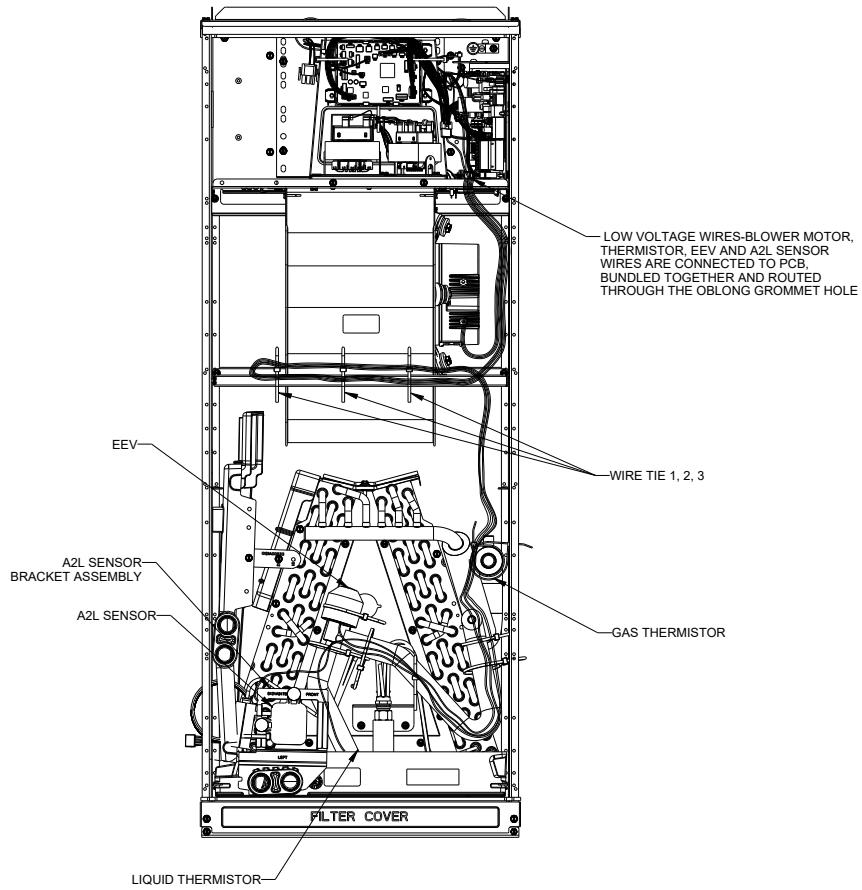 LOW VOLTAGE WIRES-BLOWER MOTOR,
THERMISTOR, EEV AND A2L SENSOR
WIRES ARE CONNECTED TO PCB,
BUNDLED TOGETHER AND ROUTED
THROUGH THE OBLONG GROMMET HOLE
EEV
WIRE TIE 1, 2, 3
A2L SENSOR
BRACKET ASSEMBLY
A2L SENSOR
GAS THERMISTOR
FRONT
LEFT
FILTER COVER
LIQUID THERMISTOR